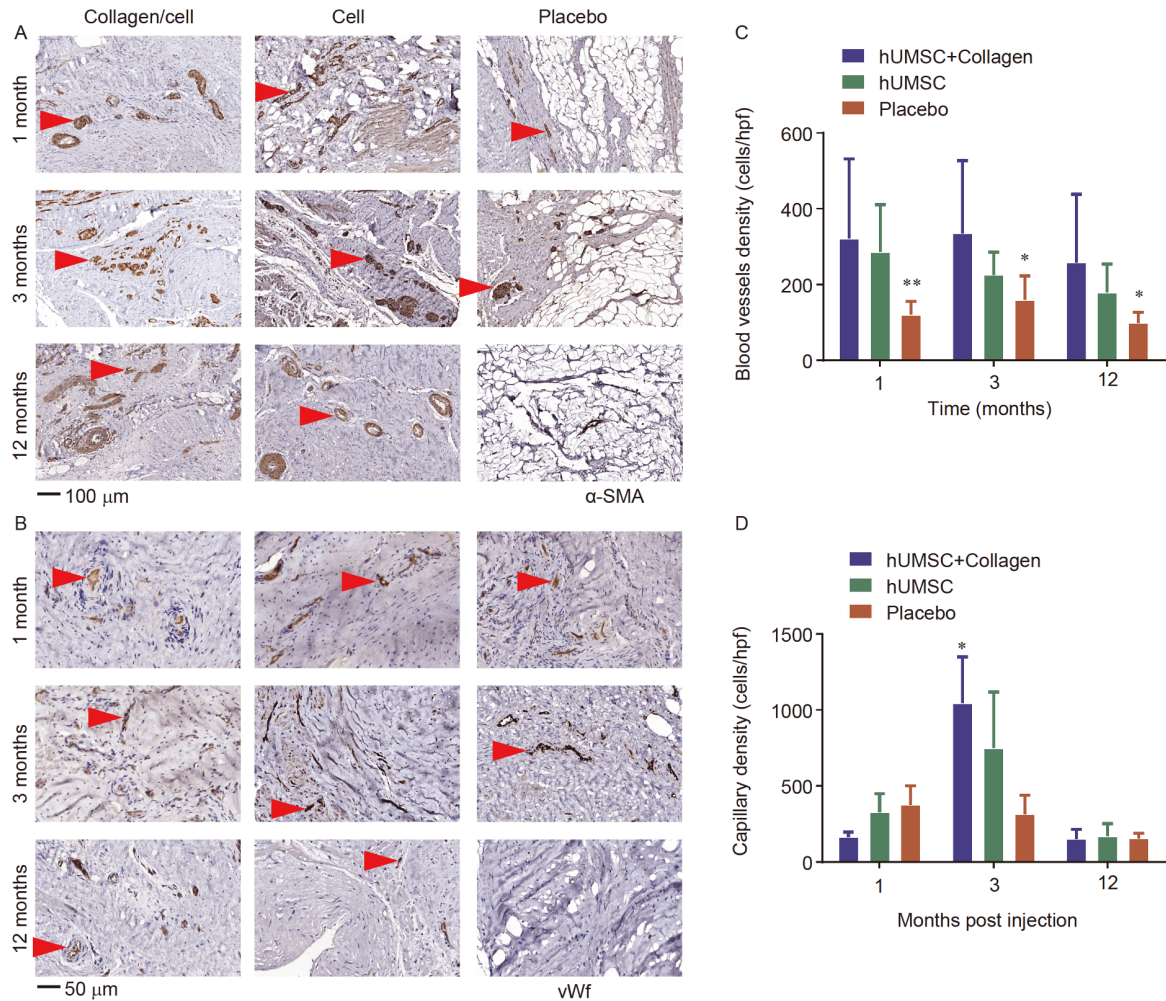 A
Collagen/cell
Cell
Placebo
1 month
3 months
12 months
100 μm
α-SMA
B
1 month
3 months
12 months
50 μm
vWf
C
hUMSC+Collagen
hUMSC
Placebo
Blood vessels density (cells/hpf)
600
400
200
0
**
*
*
1
3
12
Time (months)
D
hUMSC+Collagen
hUMSC
Placebo
Capillary density (cells/hpf)
1500
1000
500
0
*
1
3
12
Months post injection